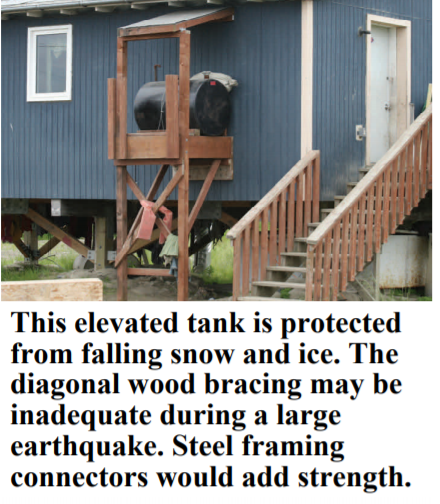 This elevated tank is protected
from falling snow and ice. The
diagonal wood bracing may be
inadequate during a large
earthquake. Steel framing
connectors would add strength.